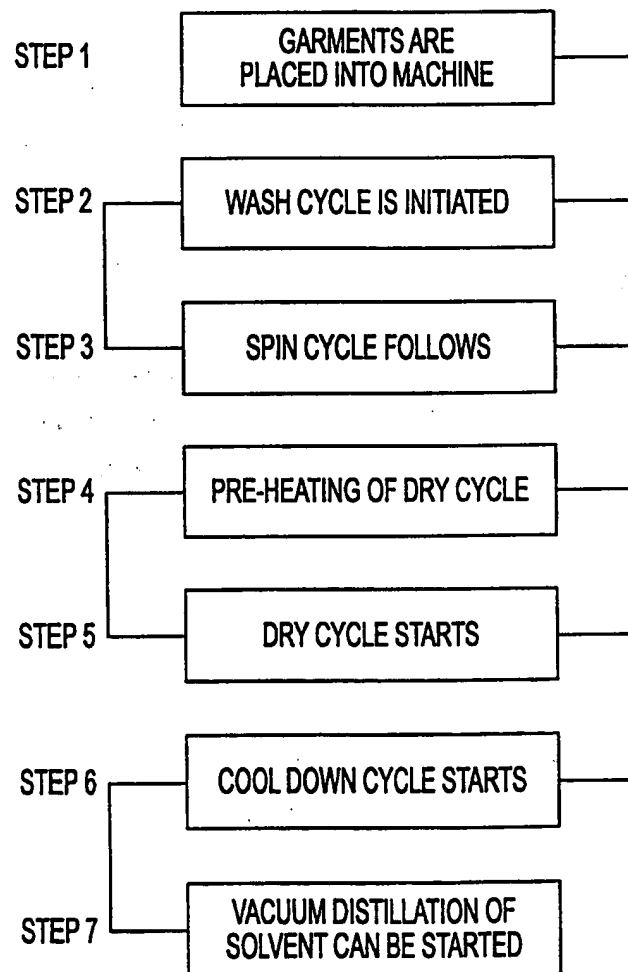 STEP 1
GARMENTS ARE
PLACED INTO MACHINE
STEP 2
WASH CYCLE IS INITIATED
STEP 3
SPIN CYCLE FOLLOWS
STEP 4
PRE-HEATING OF DRY CYCLE
STEP 5
DRY CYCLE STARTS
STEP 6
COOL DOWN CYCLE STARTS
STEP 7
VACUUM DISTILLATION OF
SOLVENT CAN BE STARTED